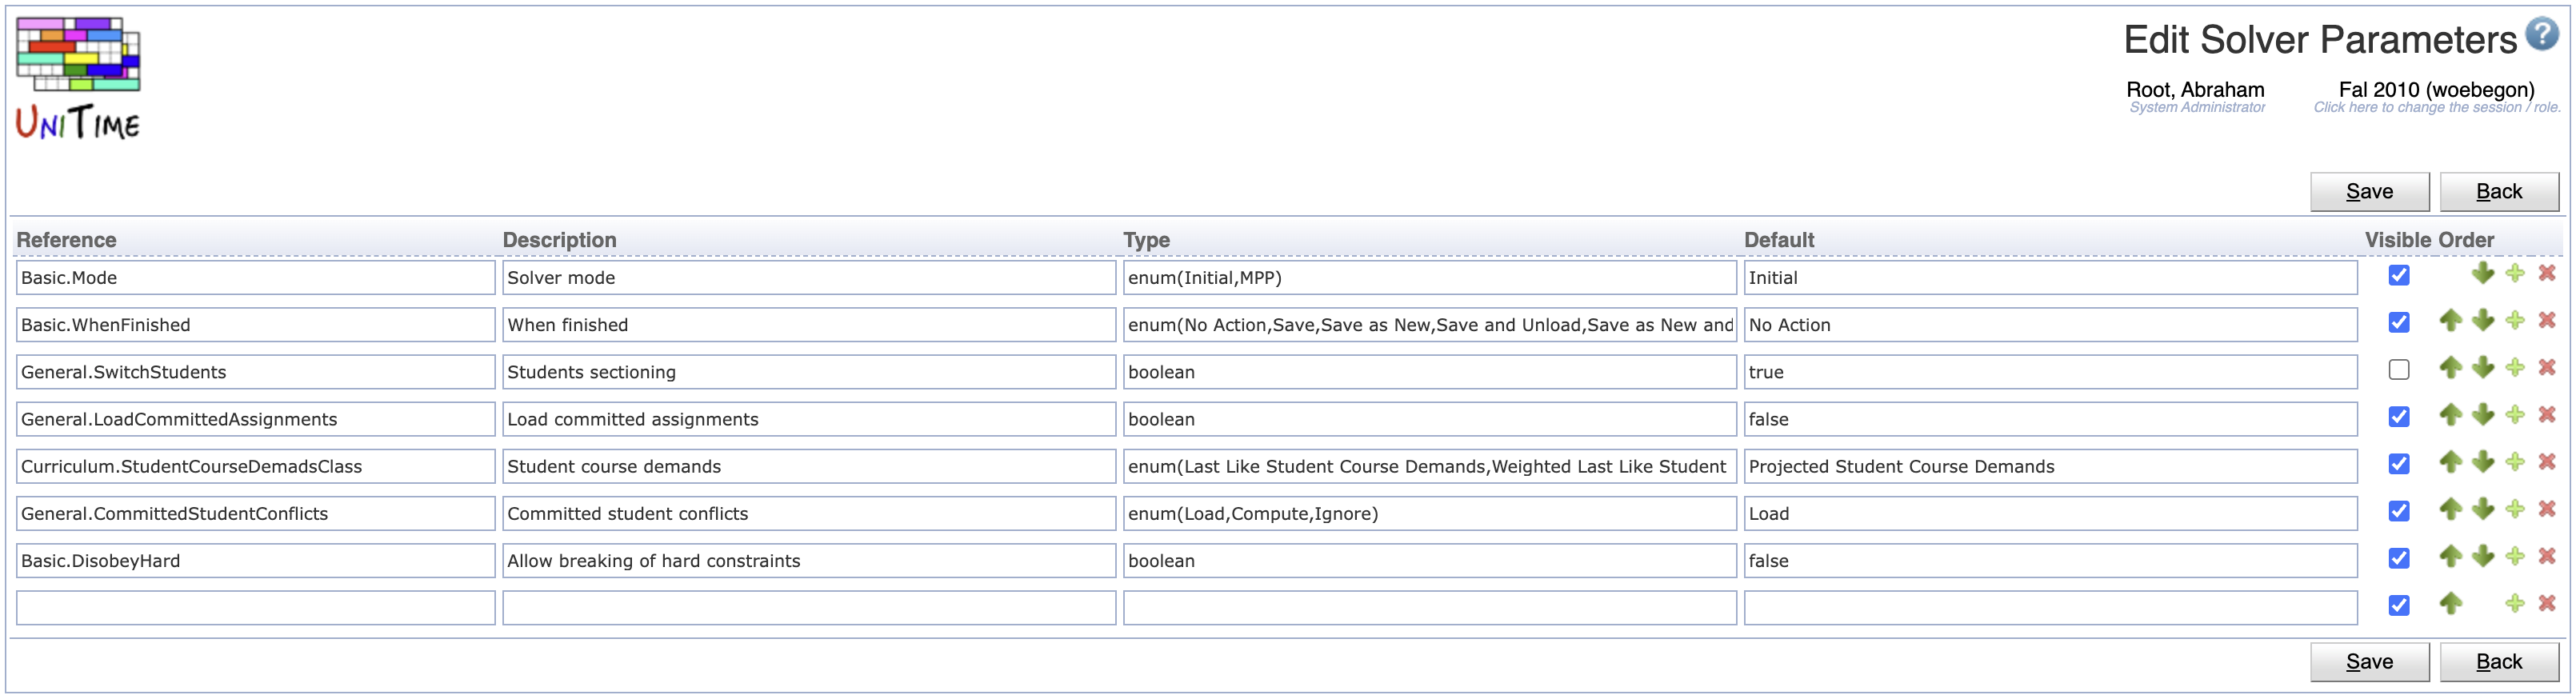 UniTime
Edit Solver Parameters ?
Root, Abraham Fal 2010 (woebegon)
System Administrator Click here to change the session / role.
Save Back
Reference Description Type Default Visible Order
Basic.Mode Solver mode enum(Initial,MPP) Initial
Basic.WhenFinished When finished enum(No Action,Save,Save as New,Save and Unload,Save as New and No Action
General.SwitchStudents Students sectioning boolean true
General.LoadCommittedAssignments Load committed assignments boolean false
Curriculum.StudentCourseDemadsClass Student course demands enum(Last Like Student Course Demands,Weighted Last Like Student Projected Student Course Demands
General.CommittedStudentConflicts Committed student conflicts enum(Load,Compute,Ignore) Load
Basic.DisobeyHard Allow breaking of hard constraints boolean false
Save Back